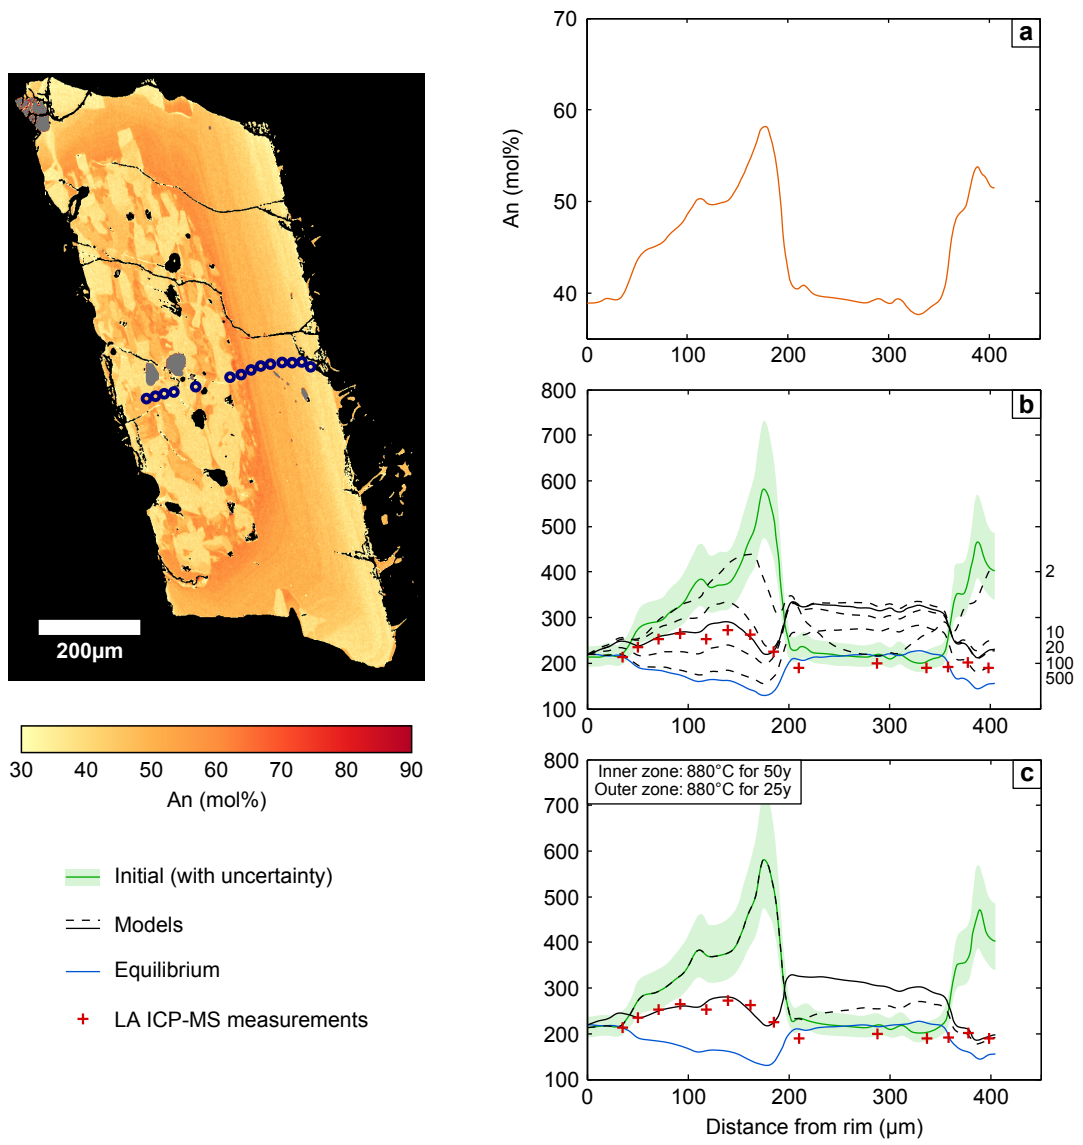 200µm
30 40 50 60 70 80 90
An (mol%)
Initial (with uncertainty)
Models
Equilibrium
LA ICP-MS measurements
a
70
60
50
40
An (mol%)
0 100 200 300 400
b
800
700
600
500
400
300
200
100
2
10
20
100
500
0 100 200 300 400
c
Inner zone: 880°C for 50y
Outer zone: 880°C for 25y
800
700
600
500
400
300
200
100
0 100 200 300 400
Distance from rim (µm)